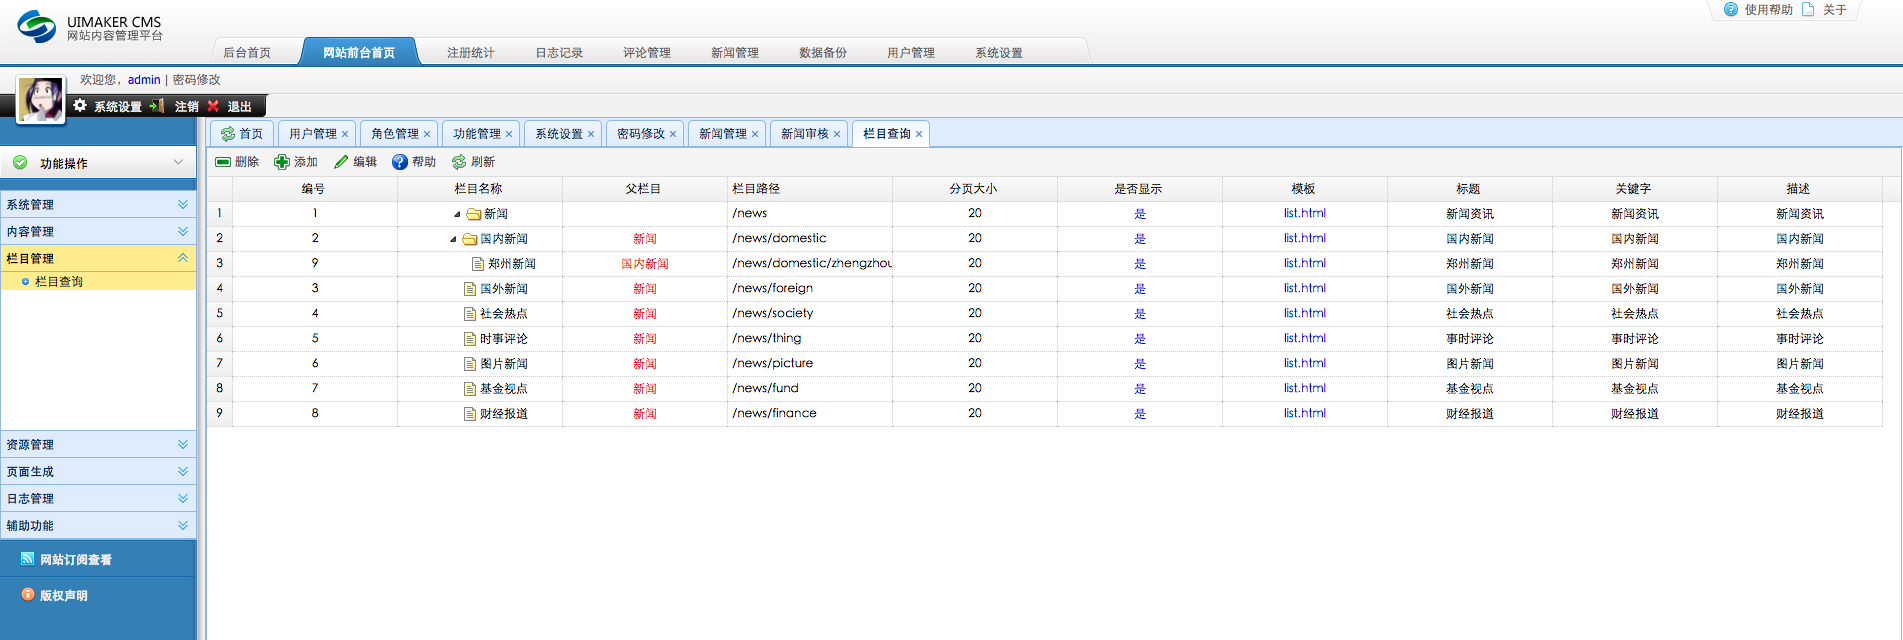 UIMAKER CMS
网站内容管理平台
使用帮助 关于
后台首页 网站前台首页 注册统计 日志记录 评论管理 新闻管理 数据备份 用户管理 系统设置
欢迎您，admin | 密码修改
系统设置 注销 退出
首页 用户管理 角色管理 功能管理 系统设置 密码修改 新闻管理 新闻审核 栏目查询
功能操作
系统管理
内容管理
栏目管理
栏目查询
资源管理
页面生成
日志管理
辅助功能
网站订阅查看
版权声明
删除 添加 编辑 帮助 刷新
编号 栏目名称 父栏目 栏目路径 分页大小 是否显示 模板 标题 关键字 描述
1 1 新闻 /news 20 是 list.html 新闻资讯 新闻资讯 新闻资讯
2 2 国内新闻 新闻 /news/domestic 20 是 list.html 国内新闻 国内新闻 国内新闻
3 9 郑州新闻 国内新闻 /news/domestic/zhengzhou 20 是 list.html 郑州新闻 郑州新闻 郑州新闻
4 3 国外新闻 新闻 /news/foreign 20 是 list.html 国外新闻 国外新闻 国外新闻
5 4 社会热点 新闻 /news/society 20 是 list.html 社会热点 社会热点 社会热点
6 5 时事评论 新闻 /news/thing 20 是 list.html 事时评论 事时评论 事时评论
7 6 图片新闻 新闻 /news/picture 20 是 list.html 图片新闻 图片新闻 图片新闻
8 7 基金视点 新闻 /news/fund 20 是 list.html 基金视点 基金视点 基金视点
9 8 财经报道 新闻 /news/finance 20 是 list.html 财经报道 财经报道 财经报道